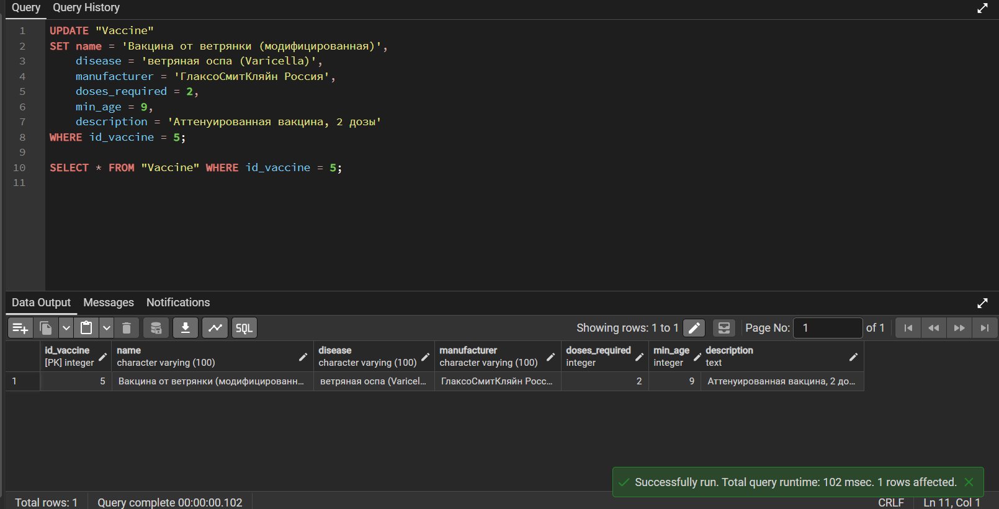 Query Query History
1 UPDATE "Vaccine"
2 SET name = 'Вакцина от ветрянки (модифицированная)',
3 disease = 'ветряная оспа (Varicella)',
4 manufacturer = 'ГлаксоСмитКляйн Россия',
5 doses_required = 2,
6 min_age = 9,
7 description = 'Аттенуированная вакцина, 2 дозы'
8 WHERE id_vaccine = 5;
9
10 SELECT * FROM "Vaccine" WHERE id_vaccine = 5;
11
Data Output Messages Notifications
SQL Showing rows: 1 to 1 Page No: 1 of 1
id_vaccine name disease manufacturer doses_required min_age description
[PK] integer character varying (100) character varying (100) character varying (100) integer integer text
1 5 Вакцина от ветрянки (модифицированн... ветряная оспа (Varicel... ГлаксоСмитКляйн Росс... 2 9 Аттенуированная вакцина, 2 до...
Successfully run. Total query runtime: 102 msec. 1 rows affected.
Total rows: 1 Query complete 00:00:00.102 CRLF Ln 11, Col 1